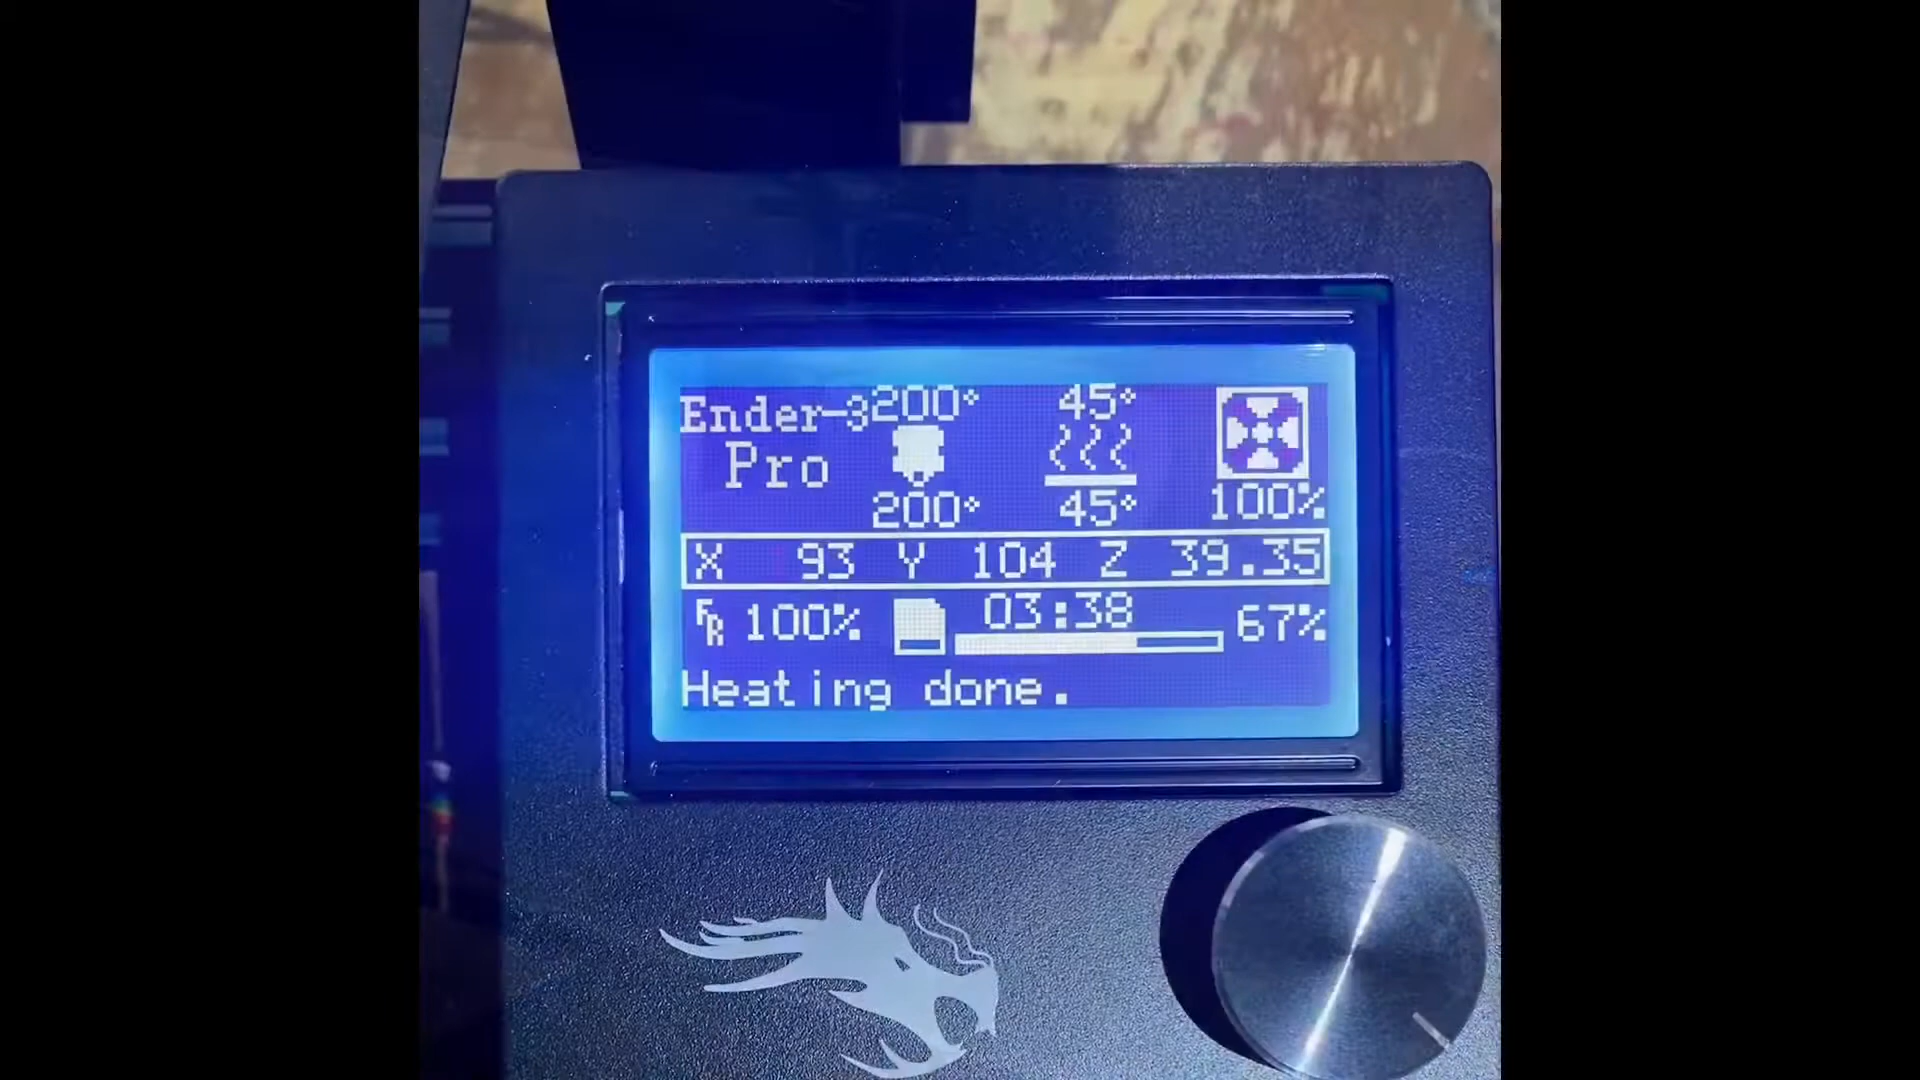 Ender-3 200° 45°
Pro
200° 45° 100%
X 93 Y 104 Z 39.35
FR 100% 03:38 67%
Heating done.